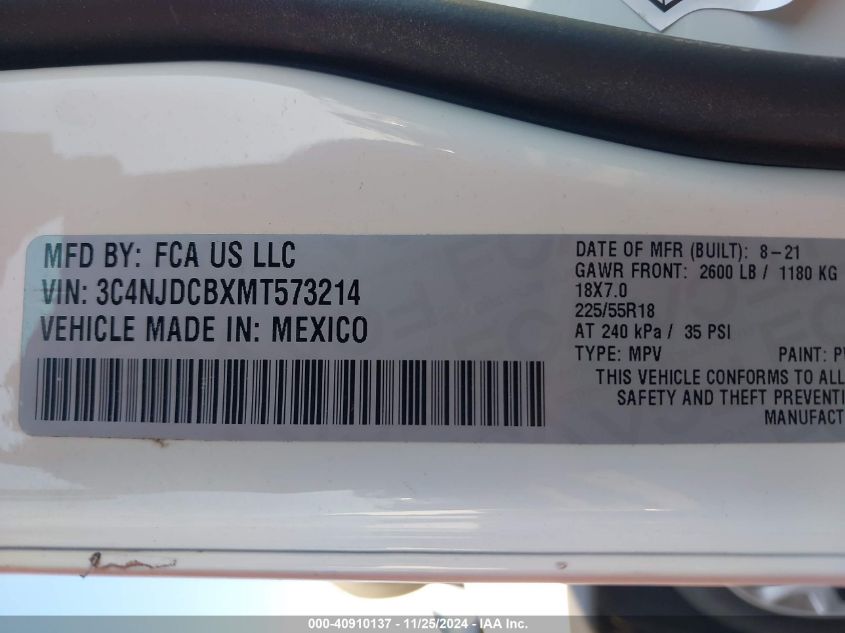 MFD BY: FCA US LLC
VIN: 3C4NJDCBXMT573214
VEHICLE MADE IN: MEXICO
DATE OF MFR (BUILT): 8-21
GAWR FRONT: 2600 LB / 1180 KG
18X7.0
225/55R18
AT 240 kPa / 35 PSI
TYPE: MPV PAINT:
THIS VEHICLE CONFORMS TO ALL
SAFETY AND THEFT PREVENTI
MANUFACT
000-40910137 - 11/25/2024 - IAA Inc.